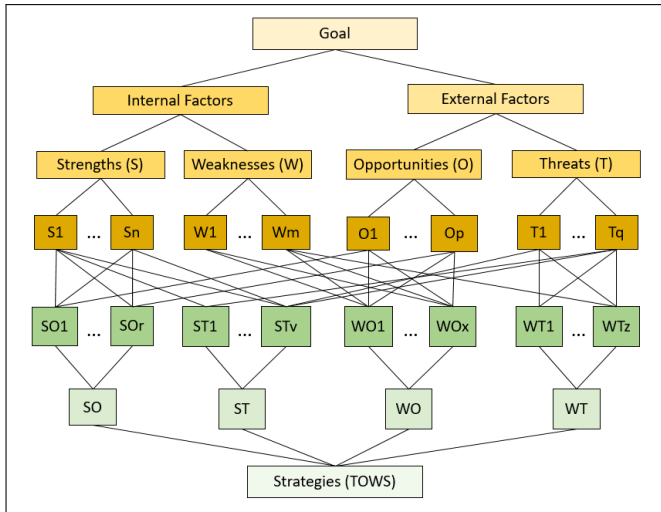 Goal
Internal Factors
External Factors
Strengths (S)
Weaknesses (W)
Opportunities (O)
Threats (T)
S1 ... Sn
W1 ... Wm
O1 ... Op
T1 ... Tq
SO1 ... SOr
ST1 ... STv
WO1 ... WOx
WT1 ... WTz
SO
ST
WO
WT
Strategies (TOWS)